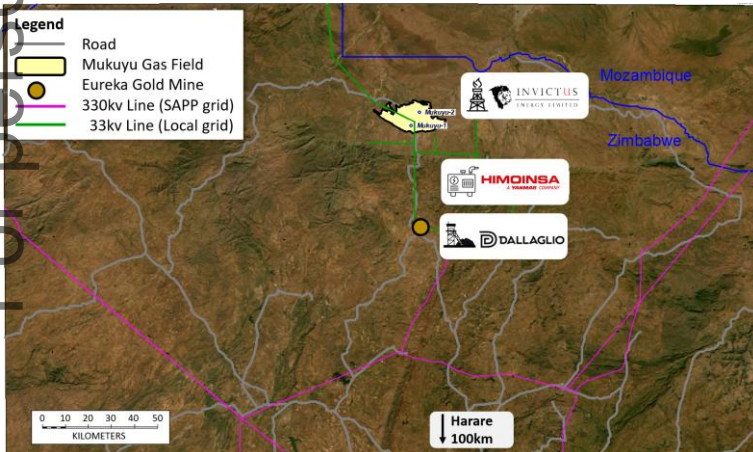 Legend
Road
Mukuyu Gas Field
Eureka Gold Mine
330kv Line (SAPP grid)
33kv Line (Local grid)
Mukuyu-2
Mukuyu-1
INVICTUS
ENERGY LIMITED
Mozambique
Zimbabwe
HIMOINSA
A YANMAR COMPANY
DALLAGLIO
0 10 20 30 40 50
KILOMETERS
Harare
100km